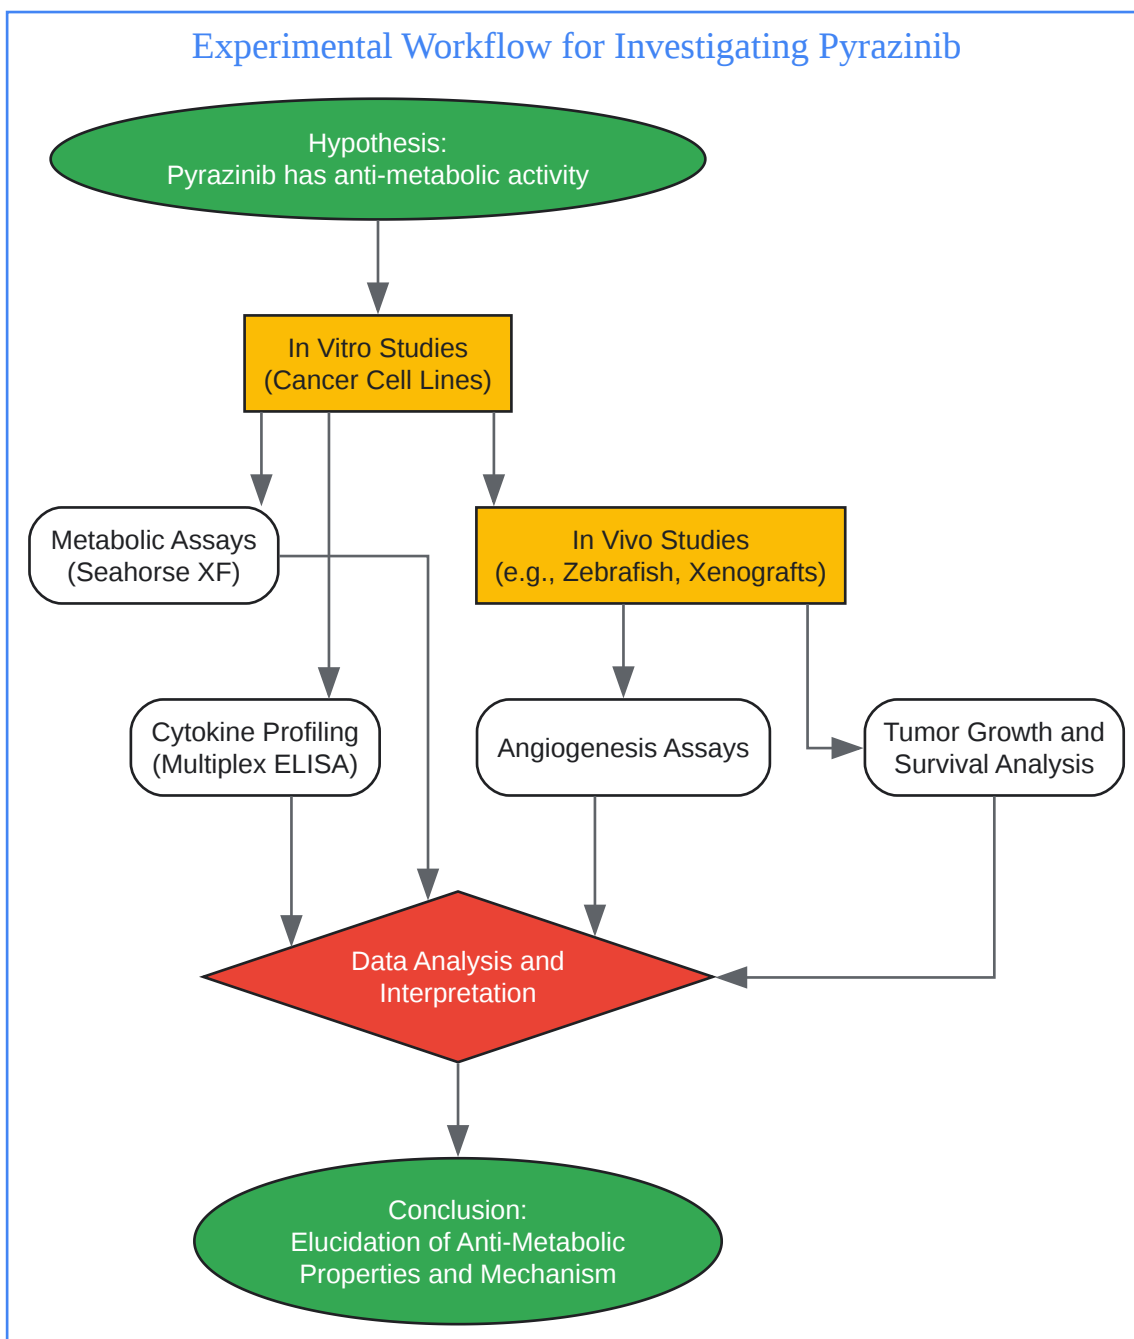 Experimental Workflow for Investigating Pyrazinib
Hypothesis:
Pyrazinib has anti-metabolic activity
In Vitro Studies
(Cancer Cell Lines)
Metabolic Assays
(Seahorse XF)
In Vivo Studies
(e.g., Zebrafish, Xenografts)
Cytokine Profiling
(Multiplex ELISA)
Angiogenesis Assays
Tumor Growth and
Survival Analysis
Data Analysis and
Interpretation
Conclusion:
Elucidation of Anti-Metabolic
Properties and Mechanism